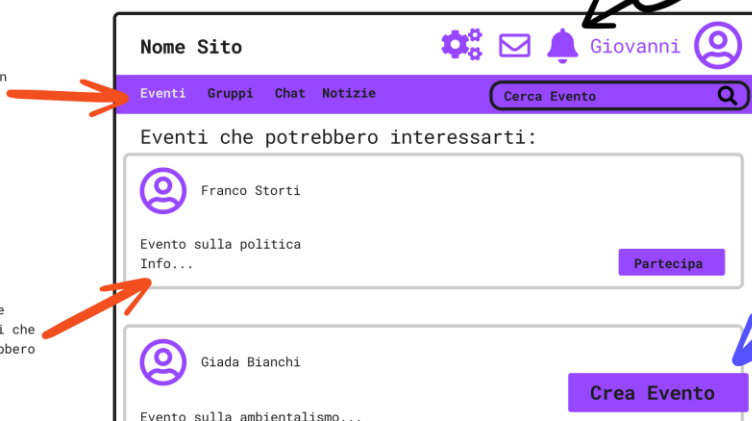 Nome Sito
Giovanni
Eventi Gruppi Chat Notizie
Cerca Evento
Eventi che potrebbero interessarti:
Franco Storti
Evento sulla politica
Info...
Partecipa
i che
Giada Bianchi
Crea Evento
Evento sulla ambientalismo...